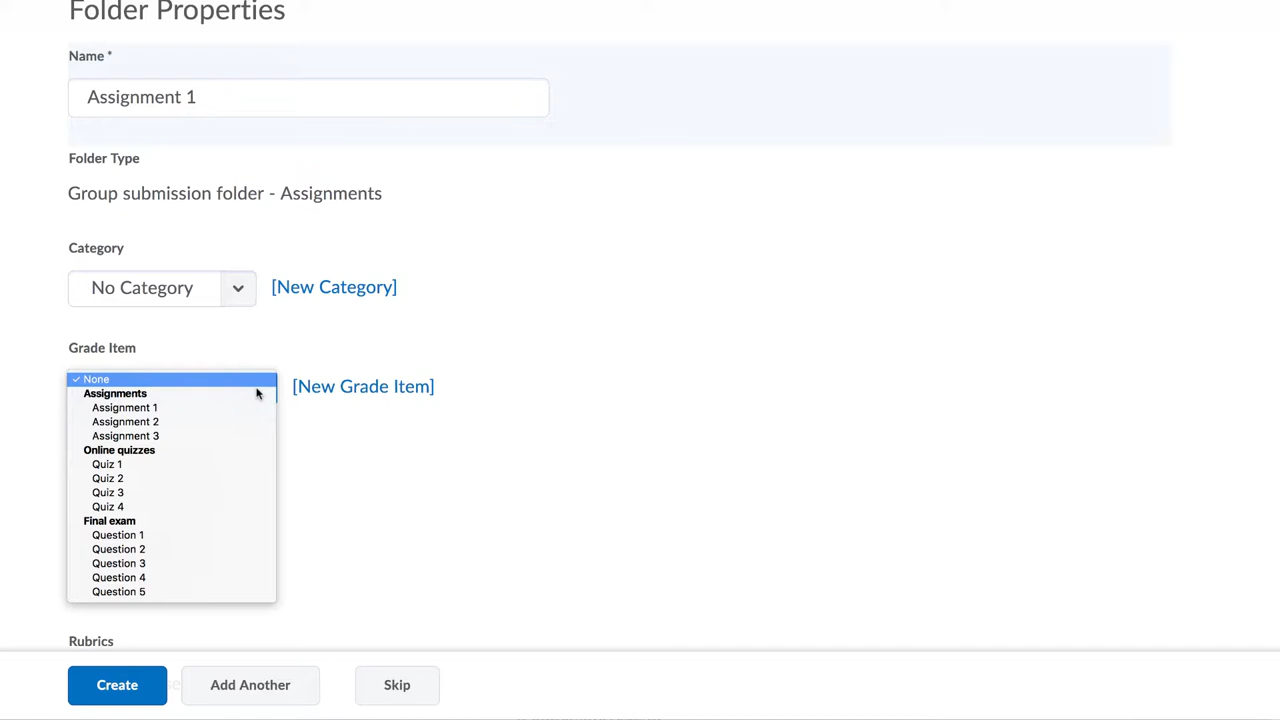 Folder Properties
Name *
Assignment 1
Folder Type
Group submission folder - Assignments
Category
No Category
[New Category]
Grade Item
✓ None
[New Grade Item]
Assignments
Assignment 1
Assignment 2
Assignment 3
Online quizzes
Quiz 1
Quiz 2
Quiz 3
Quiz 4
Final exam
Question 1
Question 2
Question 3
Question 4
Question 5
Rubrics
Create
Add Another
Skip